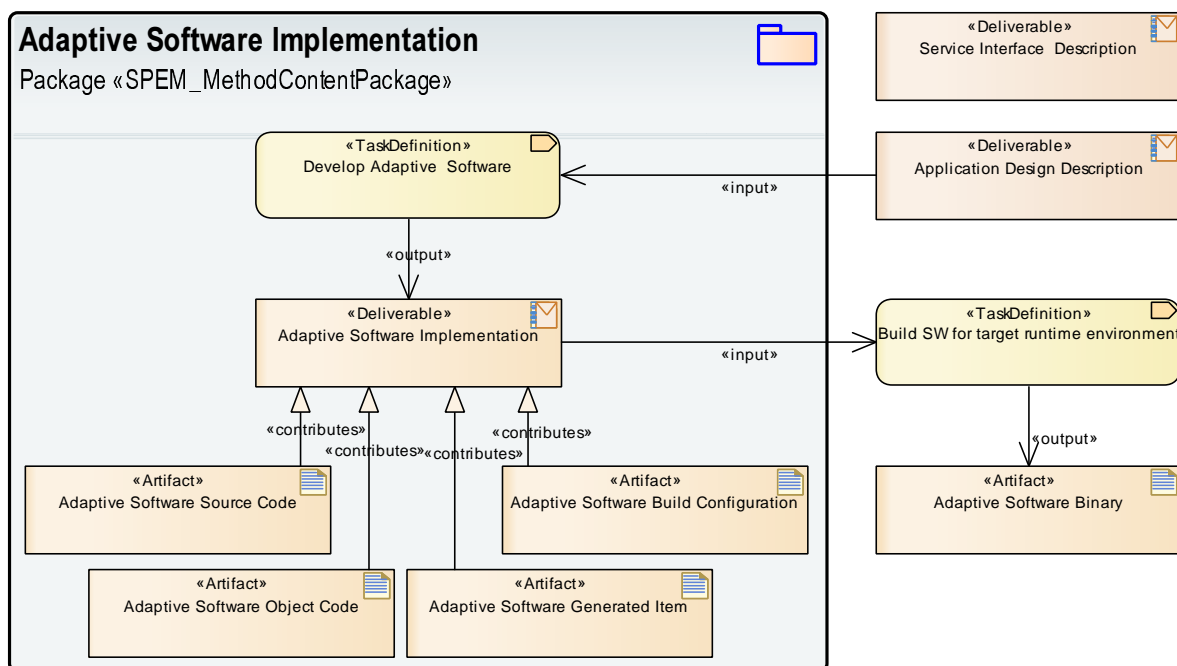 Adaptive Software Implementation
Package «SPEM_MethodContentPackage»
«Deliverable»
Service Interface  Description
«TaskDefinition»
Develop Adaptive  Software
«Deliverable»
Application Design Description
«input»
«output»
«Deliverable»
Adaptive Software Implementation
«TaskDefinition»
Build SW for target runtime environment
«input»
«contributes»
«contributes»
«contributes»
«contributes»
«output»
«Artifact»
Adaptive Software Source Code
«Artifact»
Adaptive Software Build Configuration
«Artifact»
Adaptive Software Binary
«Artifact»
Adaptive Software Object Code
«Artifact»
Adaptive Software Generated Item